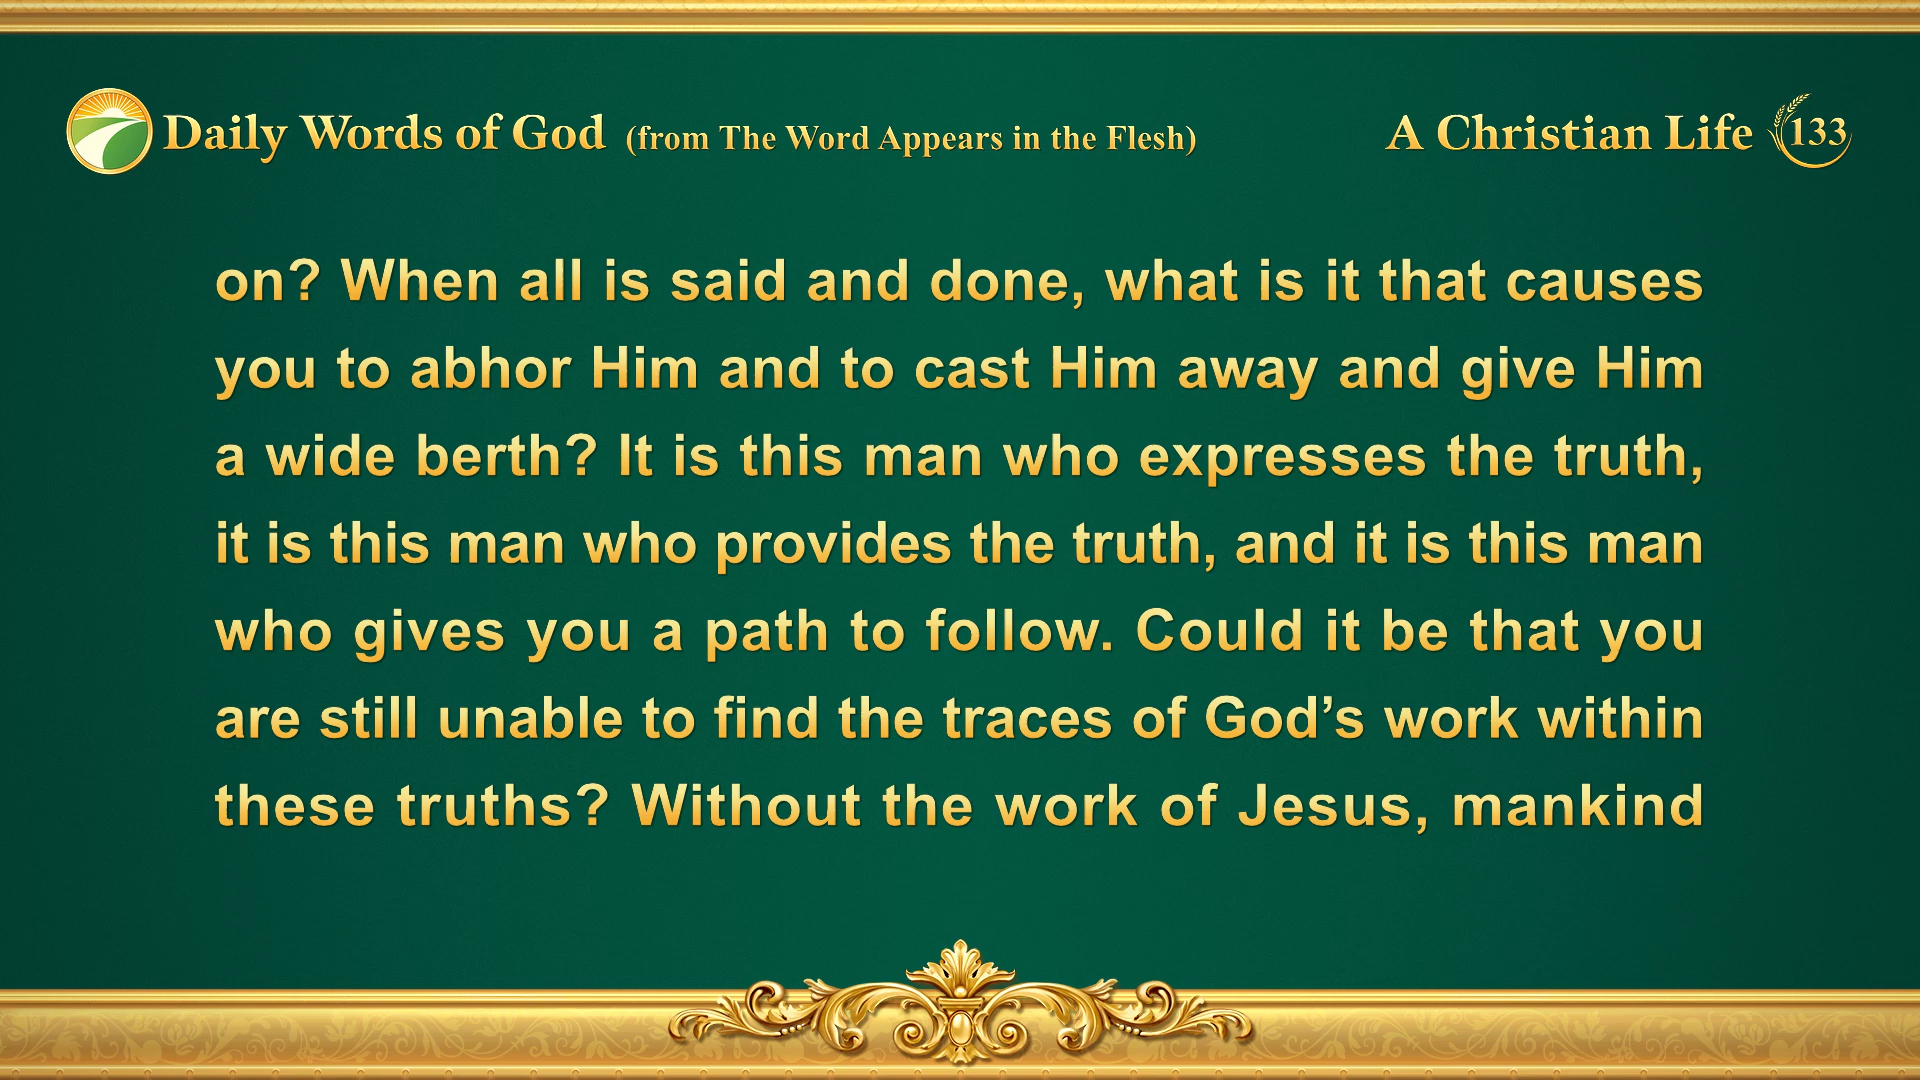 Daily Words of God (from The Word Appears in the Flesh)
A Christian Life 133
on? When all is said and done, what is it that causes
you to abhor Him and to cast Him away and give Him
a wide berth? It is this man who expresses the truth,
it is this man who provides the truth, and it is this man
who gives you a path to follow. Could it be that you
are still unable to find the traces of God’s work within
these truths? Without the work of Jesus, mankind